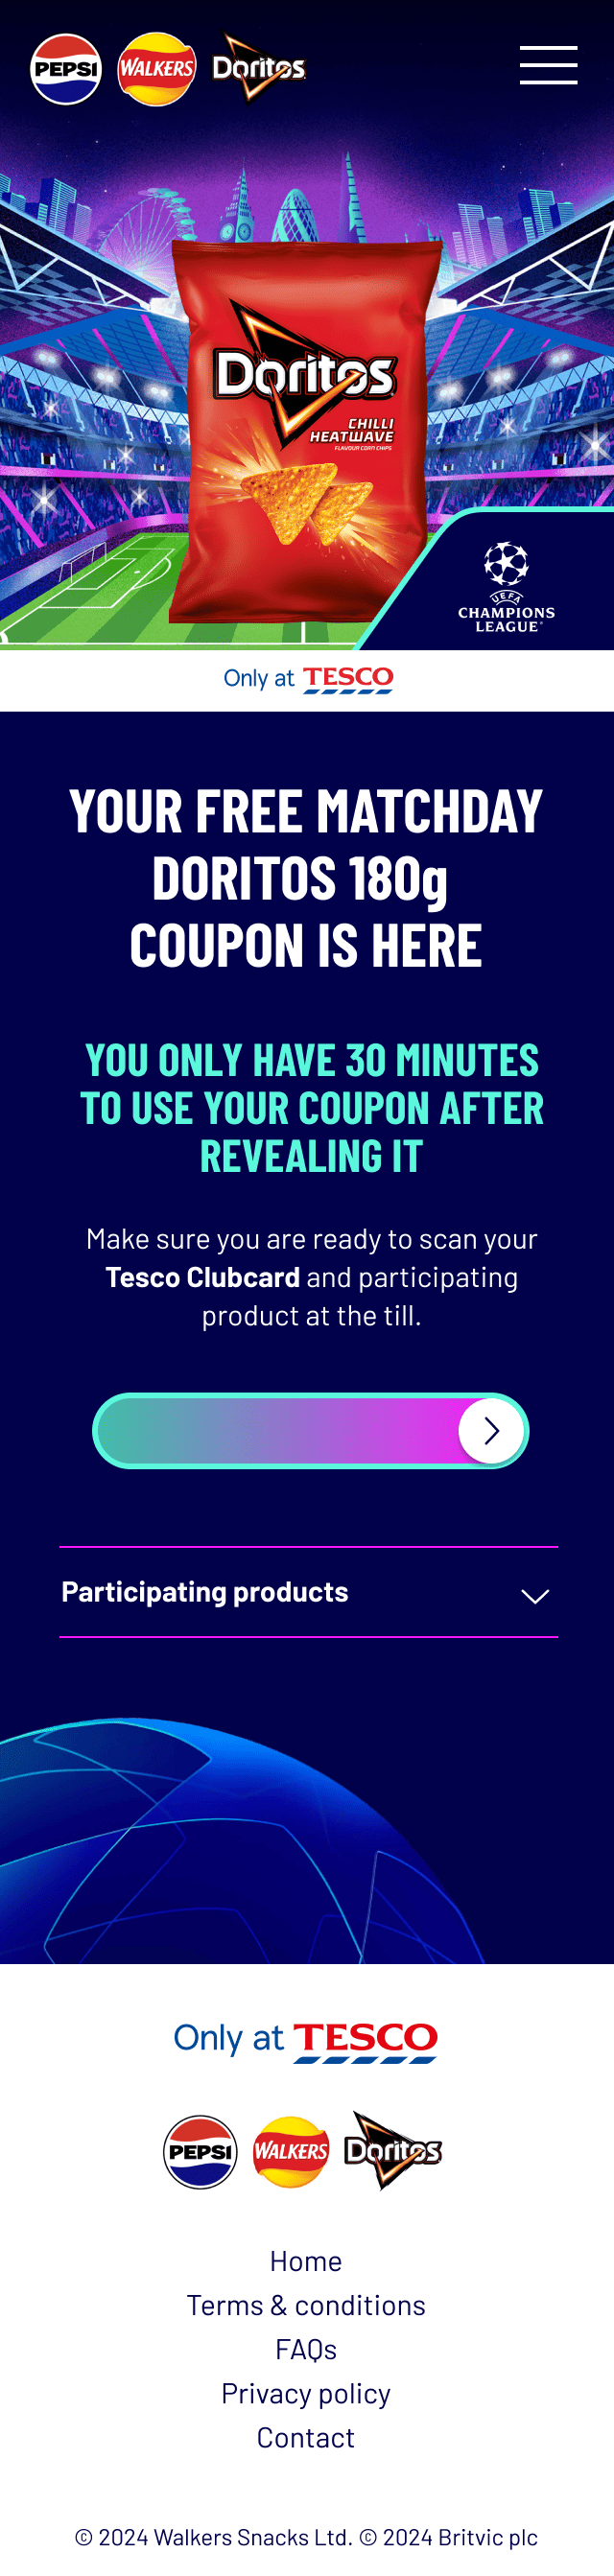 PEPSI WALKERS Doritos
Doritos
CHILLI
HEATWAVE
FLAVOUR CORN CHIPS
UEFA
CHAMPIONS
LEAGUE
Only at TESCO
YOUR FREE MATCHDAY
DORITOS 180g
COUPON IS HERE
YOU ONLY HAVE 30 MINUTES
TO USE YOUR COUPON AFTER
REVEALING IT
Make sure you are ready to scan your
Tesco Clubcard and participating
product at the till.
Participating products
Only at TESCO
PEPSI WALKERS Doritos
Home
Terms & conditions
FAQs
Privacy policy
Contact
© 2024 Walkers Snacks Ltd. © 2024 Britvic plc